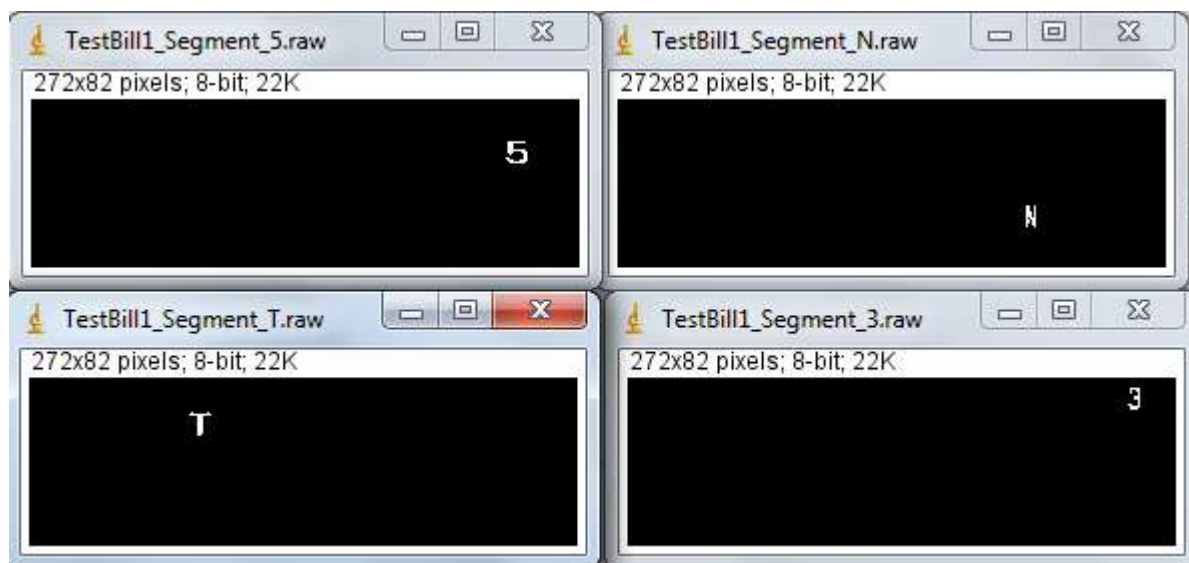 TestBill1_Segment_5.raw
272x82 pixels; 8-bit; 22K
5
TestBill1_Segment_N.raw
272x82 pixels; 8-bit; 22K
N
TestBill1_Segment_T.raw
272x82 pixels; 8-bit; 22K
T
TestBill1_Segment_3.raw
272x82 pixels; 8-bit; 22K
3